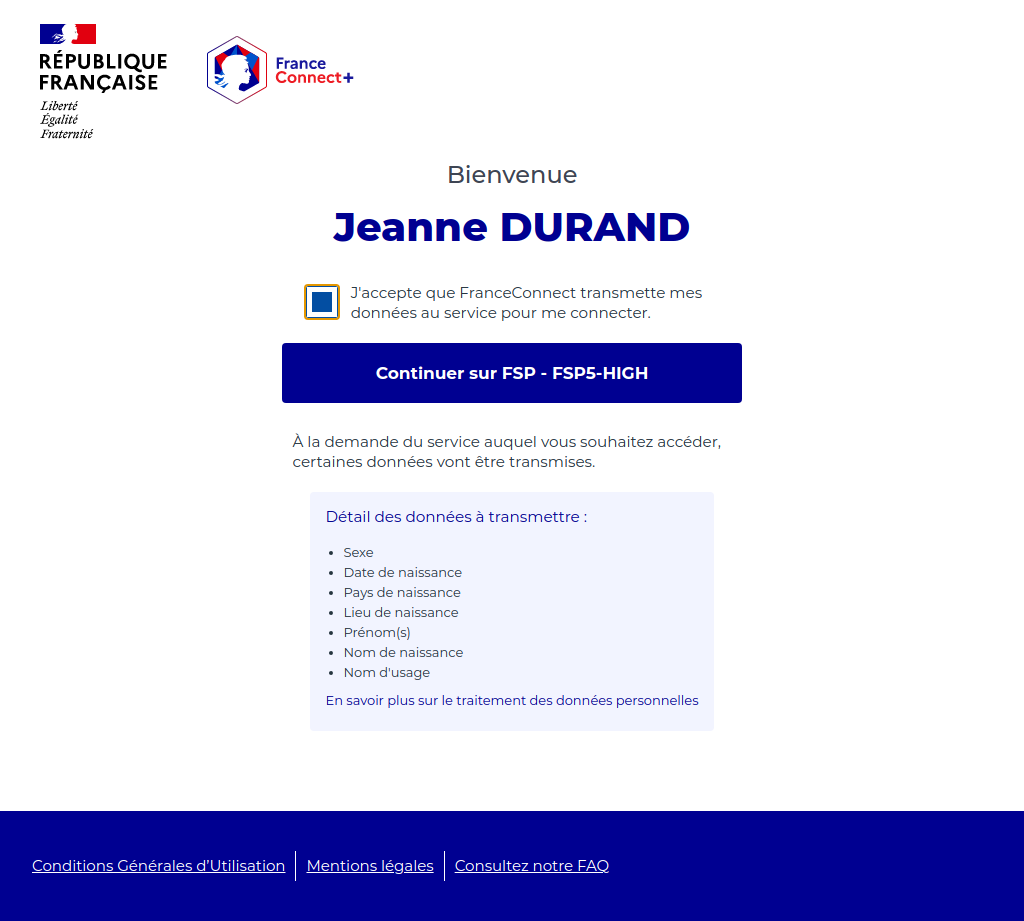 RÉPUBLIQUE
FRANÇAISE
Liberté
Égalité
Fraternité
France
Connect+
Bienvenue
Jeanne DURAND
J'accepte que FranceConnect transmette mes
données au service pour me connecter.
Continuer sur FSP - FSP5-HIGH
À la demande du service auquel vous souhaitez accéder,
certaines données vont être transmises.
Détail des données à transmettre :
• Sexe
• Date de naissance
• Pays de naissance
• Lieu de naissance
• Prénom(s)
• Nom de naissance
• Nom d'usage
En savoir plus sur le traitement des données personnelles
Conditions Générales d’Utilisation Mentions légales Consultez notre FAQ